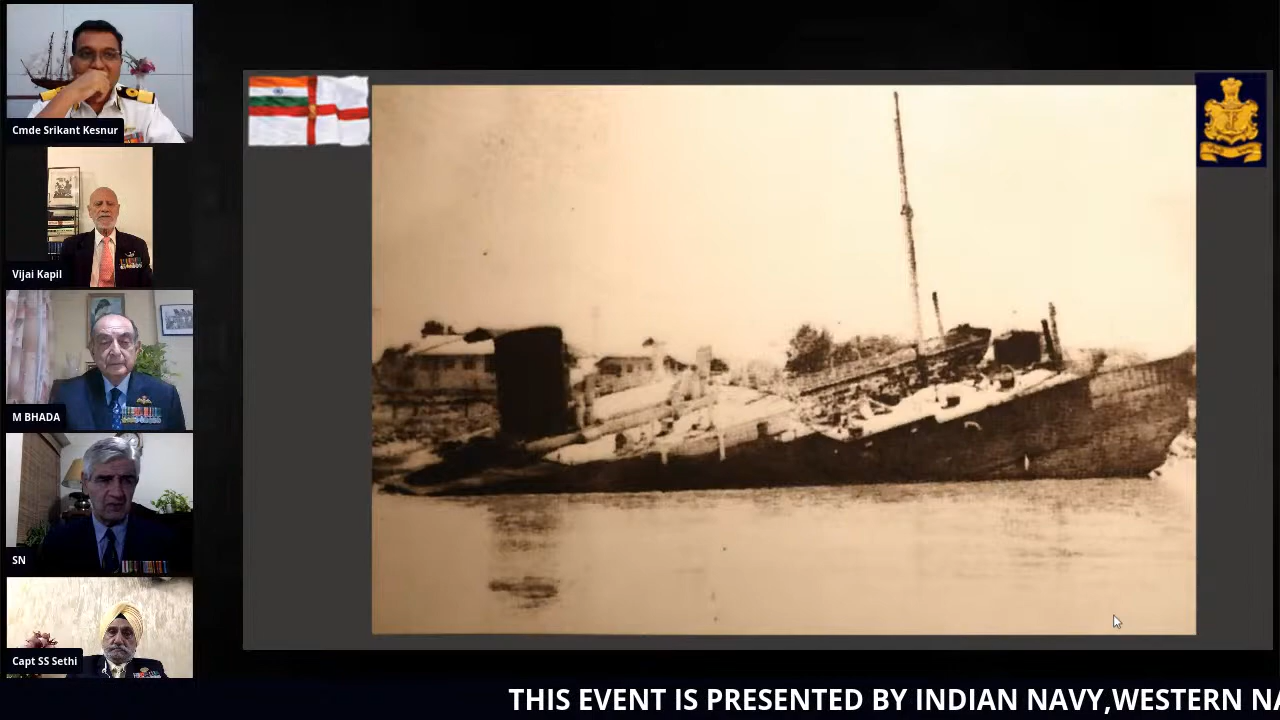 Cmde Srikant Kesnur
Vijai Kapil
M BHADA
SN
Capt SS Sethi
THIS EVENT IS PRESENTED BY INDIAN NAVY,WESTERN NA